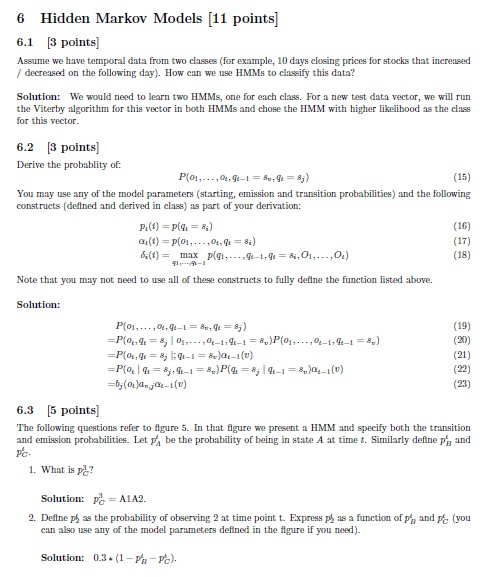 6 Hidden Markov Models [11 points]
6.1 [3 points]
Assume we have temporal data from two classes (for example, 10 days closing prices for stocks that increased
/ decreased on the following day). How can we use HMMs to classify this data?
Solution: We would need to learn two HMMs, one for each class. For a new test data vector, we will run
the Viterby algorithm for this vector in both HMMs and chose the HMM with higher likelihood as the class
for this vector.
6.2 [3 points]
Derive the probablity of:
P(o₁, . . . , oₜ, qₜ₋₁ = sᵥ, qₜ = sⱼ) (15)
You may use any of the model parameters (starting, emission and transition probabilities) and the following
constructs (defined and derived in class) as part of your derivation:
pᵢ(t) = p(qₜ = sᵢ) (16)
αᵢ(t) = p(o₁, . . . , oₜ, qₜ = sᵢ) (17)
δᵢ(t) = max p(q₁, . . . , qₜ₋₁, qₜ = sᵢ, O₁, . . . , Oₜ) (18)
q₁,...,qₜ₋₁
Note that you may not need to use all of these constructs to fully define the function listed above.
Solution:
P(o₁, . . . , oₜ, qₜ₋₁ = sᵥ, qₜ = sⱼ) (19)
=P(oₜ, qₜ = sⱼ | o₁, . . . , oₜ₋₁, qₜ₋₁ = sᵥ)P(o₁, . . . , oₜ₋₁, qₜ₋₁ = sᵥ) (20)
=P(oₜ, qₜ = sⱼ |; qₜ₋₁ = sᵥ)αₜ₋₁(v) (21)
=P(oₜ | qₜ = sⱼ, qₜ₋₁ = sᵥ)P(qₜ = sⱼ | qₜ₋₁ = sᵥ)αₜ₋₁(v) (22)
=bⱼ(oₜ)aᵥ,ⱼαₜ₋₁(v) (23)
6.3 [5 points]
The following questions refer to figure 5. In that figure we present a HMM and specify both the transition
and emission probabilities. Let pᵗ_A be the probability of being in state A at time t. Similarly define pᵗ_B and
pᵗ_C.
1. What is p³_C?
Solution: p³_C = A1A2.
2. Define pᵗ₂ as the probability of observing 2 at time point t. Express pᵗ₂ as a function of pᵗ_B and pᵗ_C (you
can also use any of the model parameters defined in the figure if you need).
Solution: 0.3 ∗ (1 − pᵗ_B − pᵗ_C).